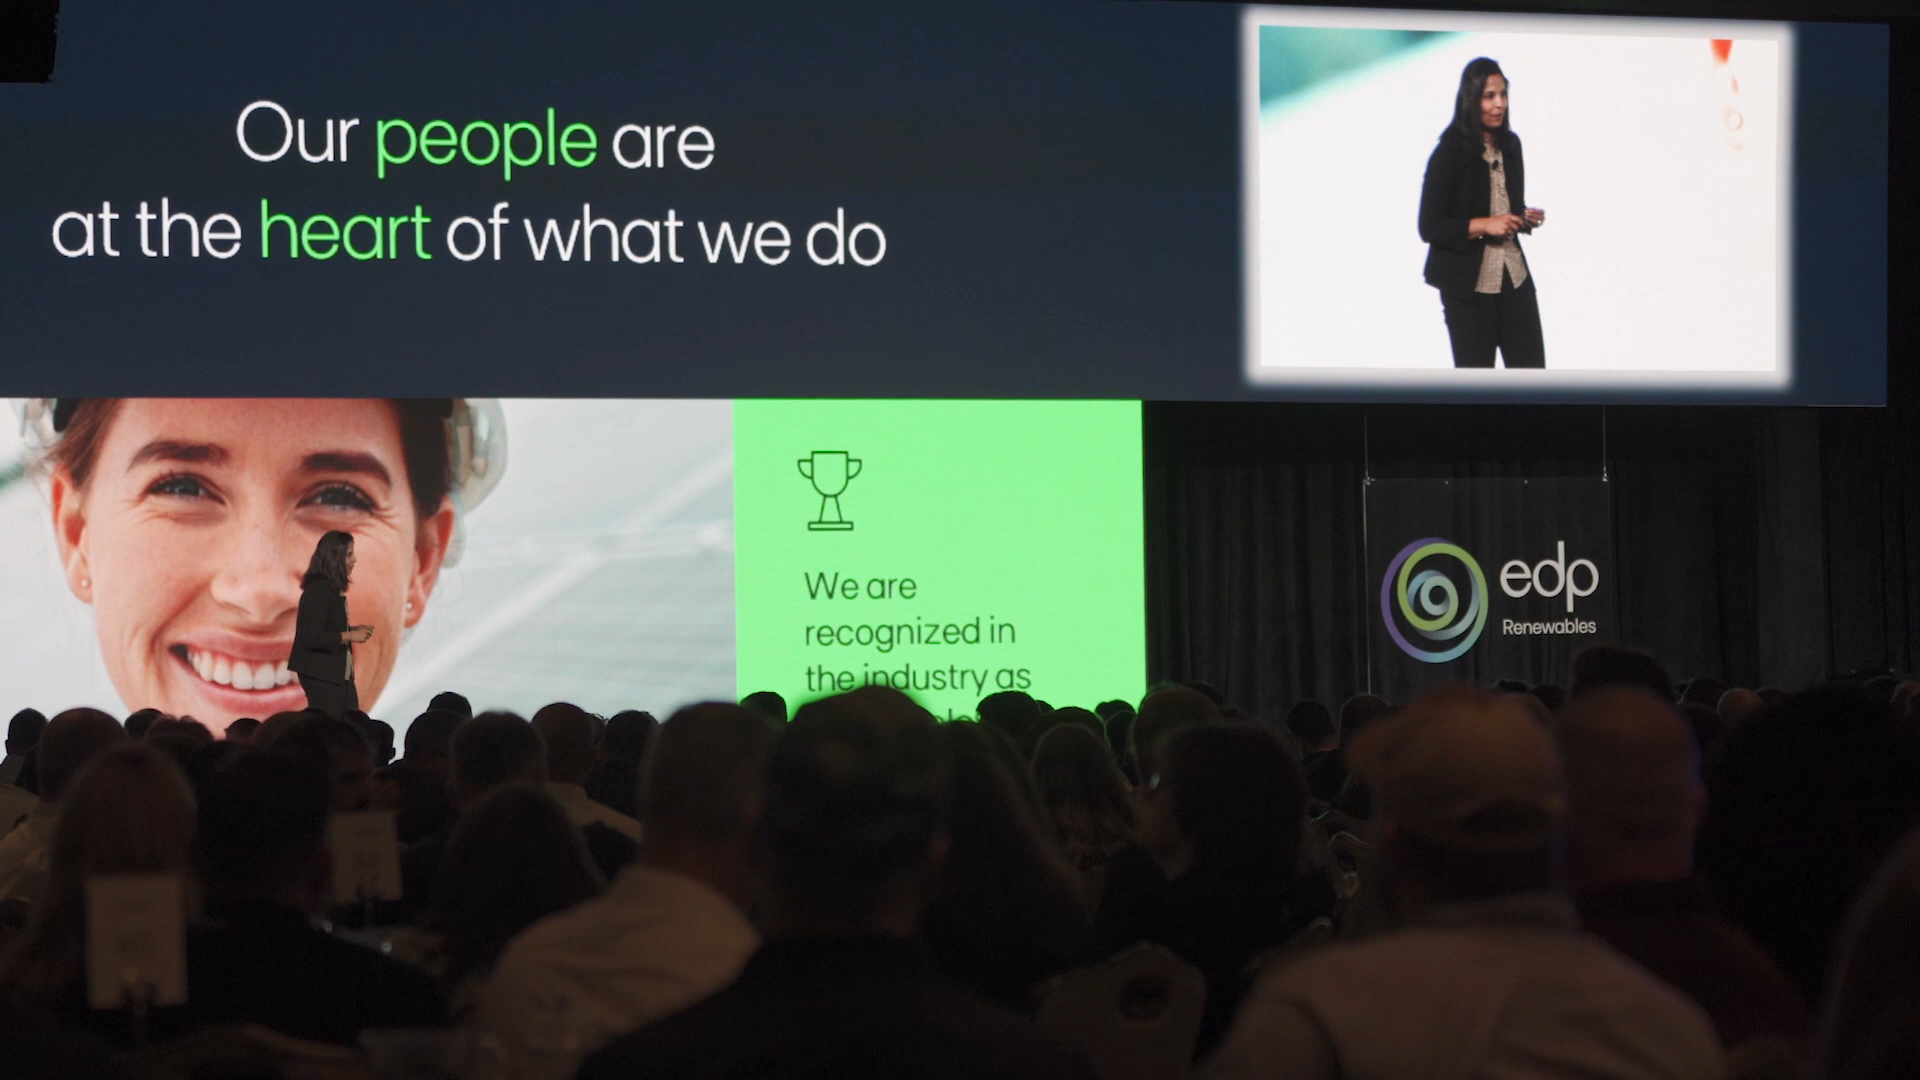 Our people are
at the heart of what we do
We are
recognized in
the industry as
edp
Renewables